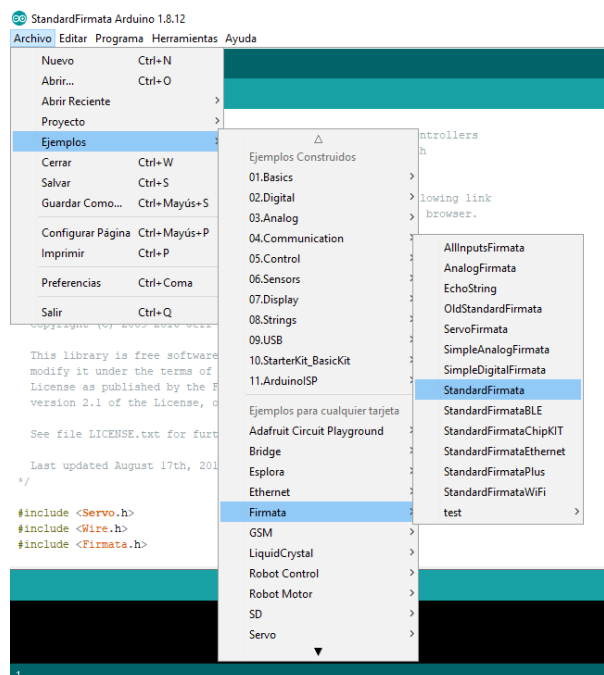 StandardFirmata Arduino 1.8.12
Archivo Editar Programa Herramientas Ayuda
Nuevo Ctrl+N
Abrir... Ctrl+O
Abrir Reciente
Proyecto
Ejemplos
Cerrar Ctrl+W
Salvar Ctrl+S
Guardar Como... Ctrl+Mayús+S
Configurar Página Ctrl+Mayús+P
Imprimir Ctrl+P
Preferencias Ctrl+Coma
Salir Ctrl+Q
Ejemplos Construidos
01.Basics
02.Digital
03.Analog
04.Communication
05.Control
06.Sensors
07.Display
08.Strings
09.USB
10.StarterKit_BasicKit
11.ArduinoISP
Ejemplos para cualquier tarjeta
Adafruit Circuit Playground
Bridge
Esplora
Ethernet
Firmata
GSM
LiquidCrystal
Robot Control
Robot Motor
SD
Servo
AllInputsFirmata
AnalogFirmata
EchoString
OldStandardFirmata
ServoFirmata
SimpleAnalogFirmata
SimpleDigitalFirmata
StandardFirmata
StandardFirmataBLE
StandardFirmataChipKIT
StandardFirmataEthernet
StandardFirmataPlus
StandardFirmataWiFi
test
ntrollers
h
lowing link
browser.
This library is free software
modify it under the terms of
License as published by the F
version 2.1 of the License, o
See file LICENSE.txt for furt
Last updated August 17th, 201
*/
#include <Servo.h>
#include <Wire.h>
#include <Firmata.h>
1